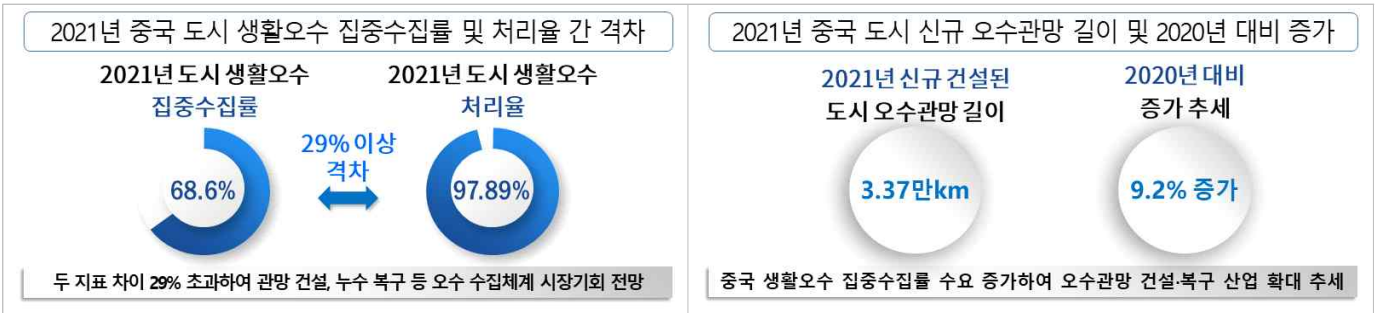 2021년 중국 도시 생활오수 집중수집률 및 처리율 간 격차
2021년 도시 생활오수
집중수집률
68.6%
29% 이상
격차
2021년 도시 생활오수
처리율
97.89%
두 지표 차이 29% 초과하여 관망 건설, 누수 복구 등 오수 수집체계 시장기회 전망
2021년 중국 도시 신규 오수관망 길이 및 2020년 대비 증가
2021년 신규 건설된
도시 오수관망 길이
3.37만km
2020년 대비
증가 추세
9.2% 증가
중국 생활오수 집중수집률 수요 증가하여 오수관망 건설·복구 산업 확대 추세